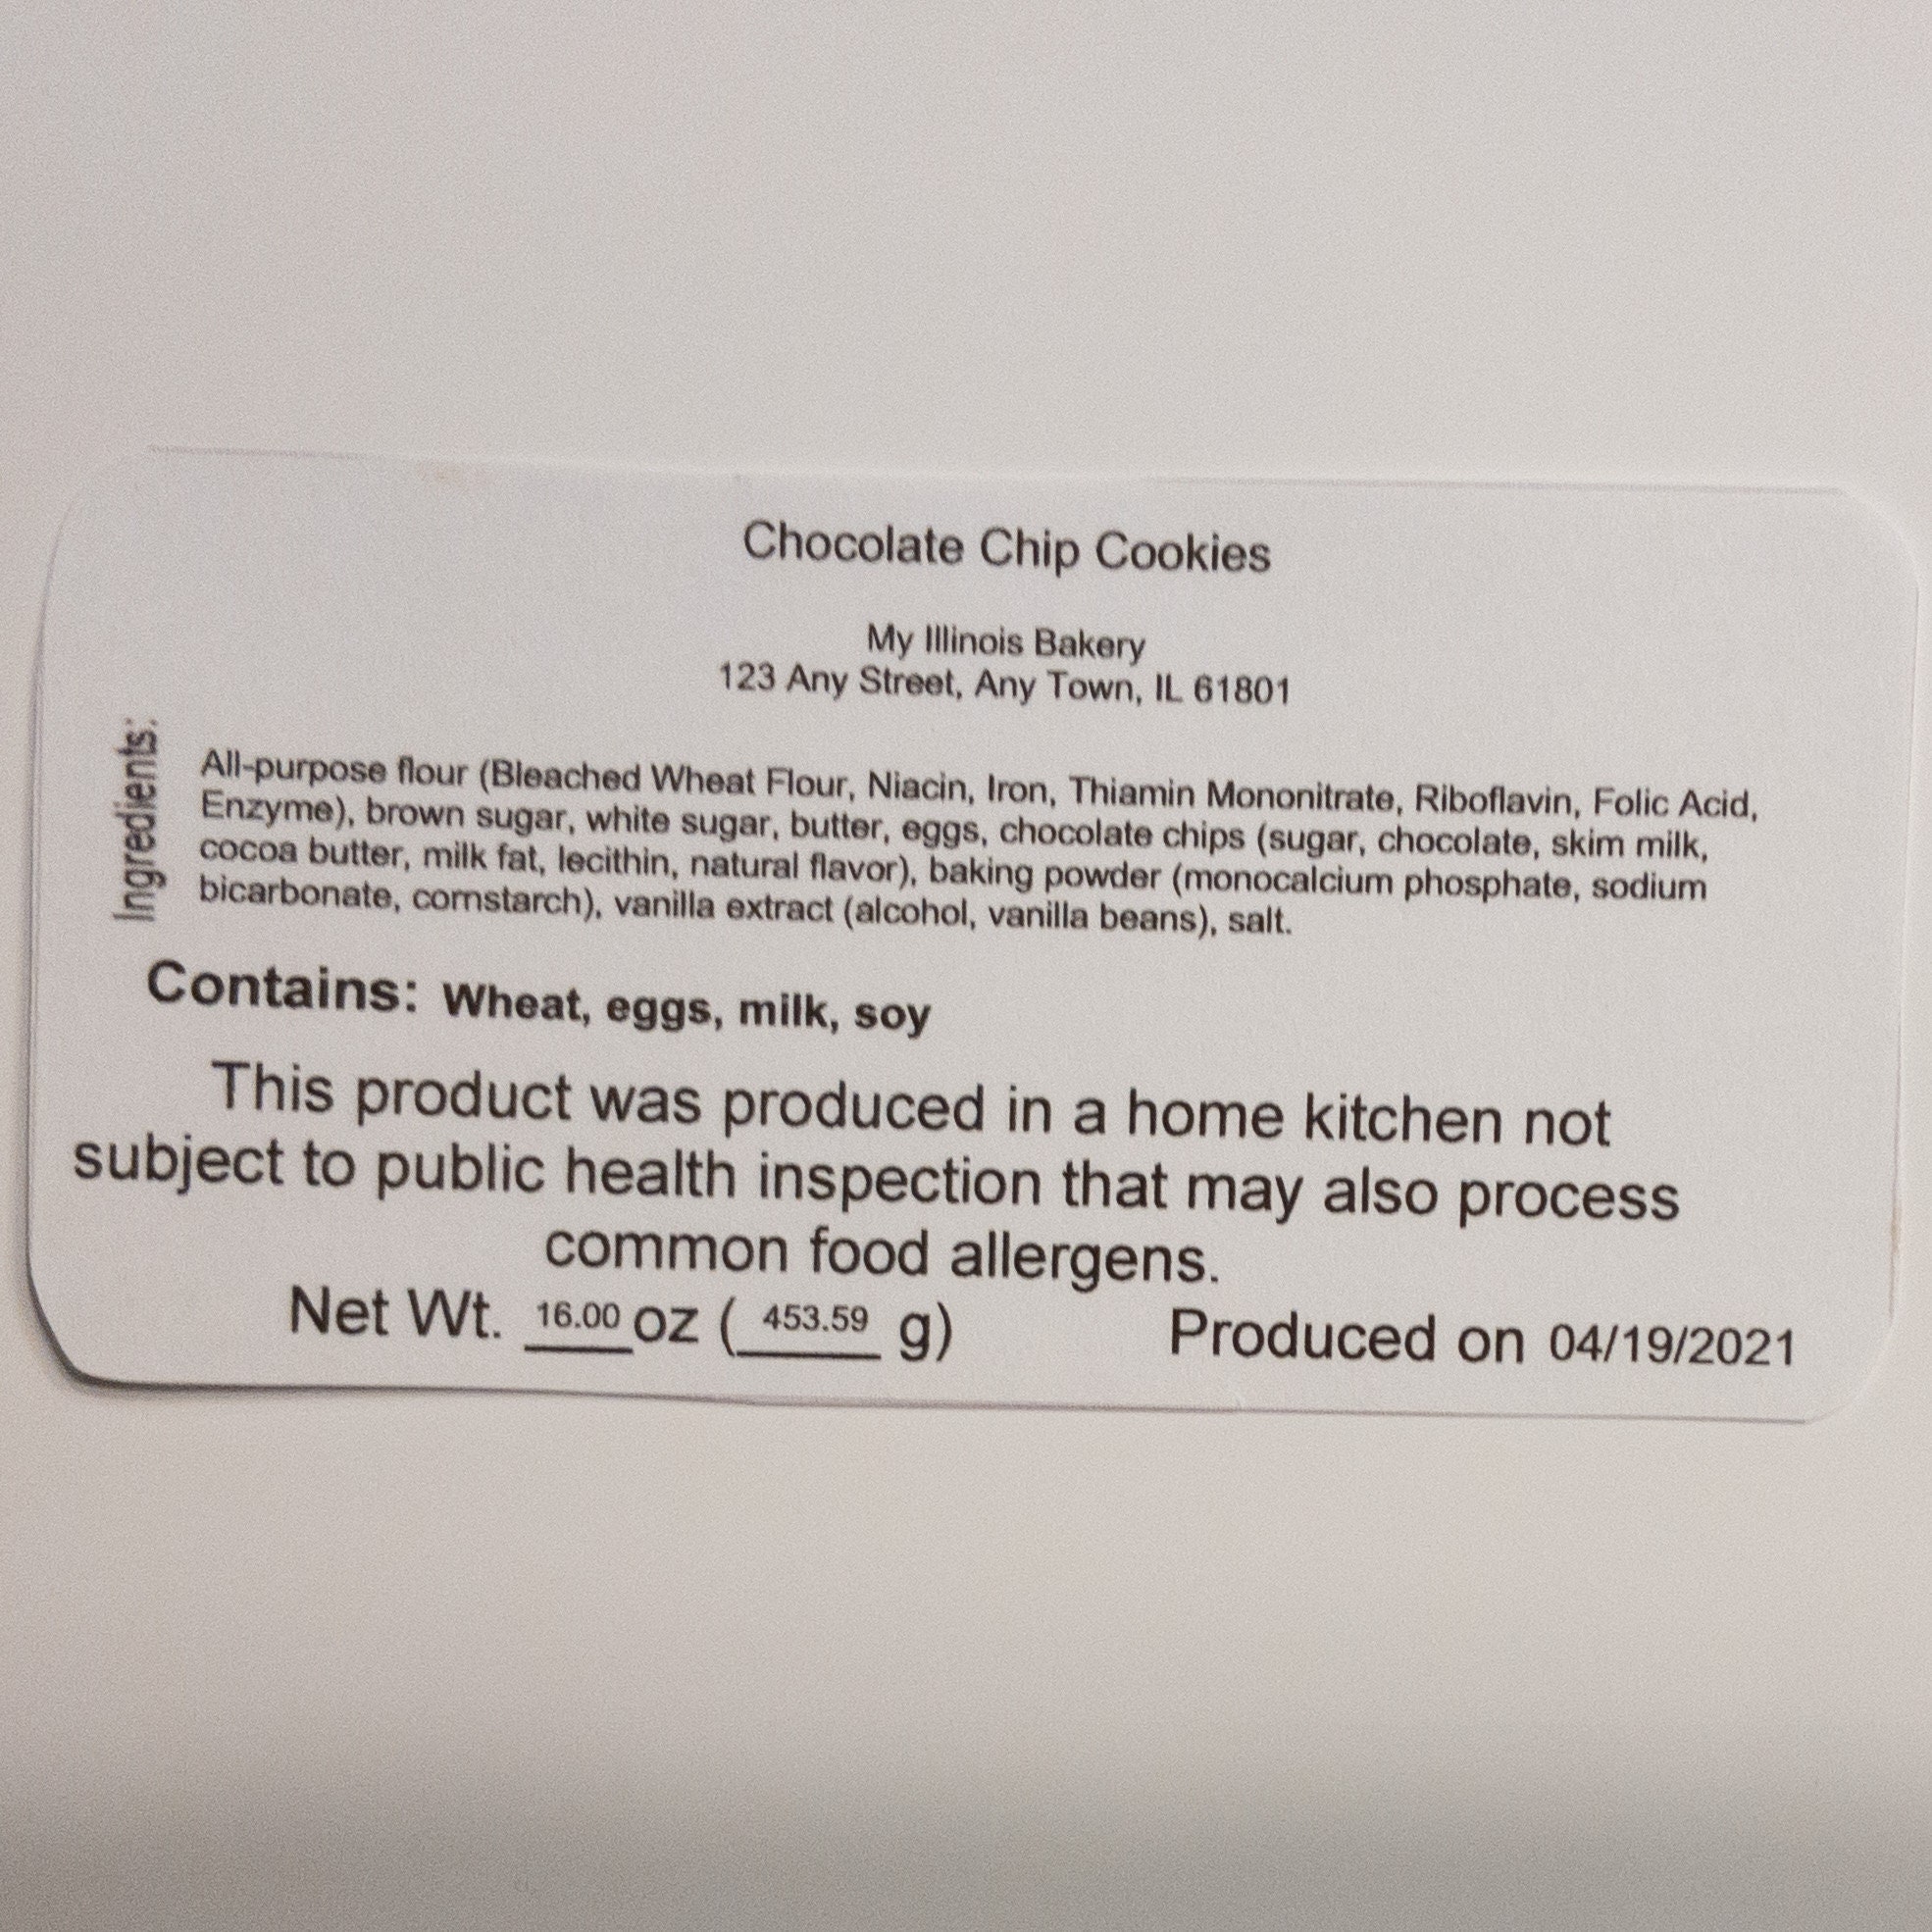 Chocolate Chip Cookies
My Illinois Bakery
123 Any Street, Any Town, IL 61801
Ingredients:
All-purpose flour (Bleached Wheat Flour, Niacin, Iron, Thiamin Mononitrate, Riboflavin, Folic Acid,
Enzyme), brown sugar, white sugar, butter, eggs, chocolate chips (sugar, chocolate, skim milk,
cocoa butter, milk fat, lecithin, natural flavor), baking powder (monocalcium phosphate, sodium
bicarbonate, cornstarch), vanilla extract (alcohol, vanilla beans), salt.
Contains: Wheat, eggs, milk, soy
This product was produced in a home kitchen not
subject to public health inspection that may also process
common food allergens.
Net Wt. 16.00 oz ( 453.59 g) Produced on 04/19/2021